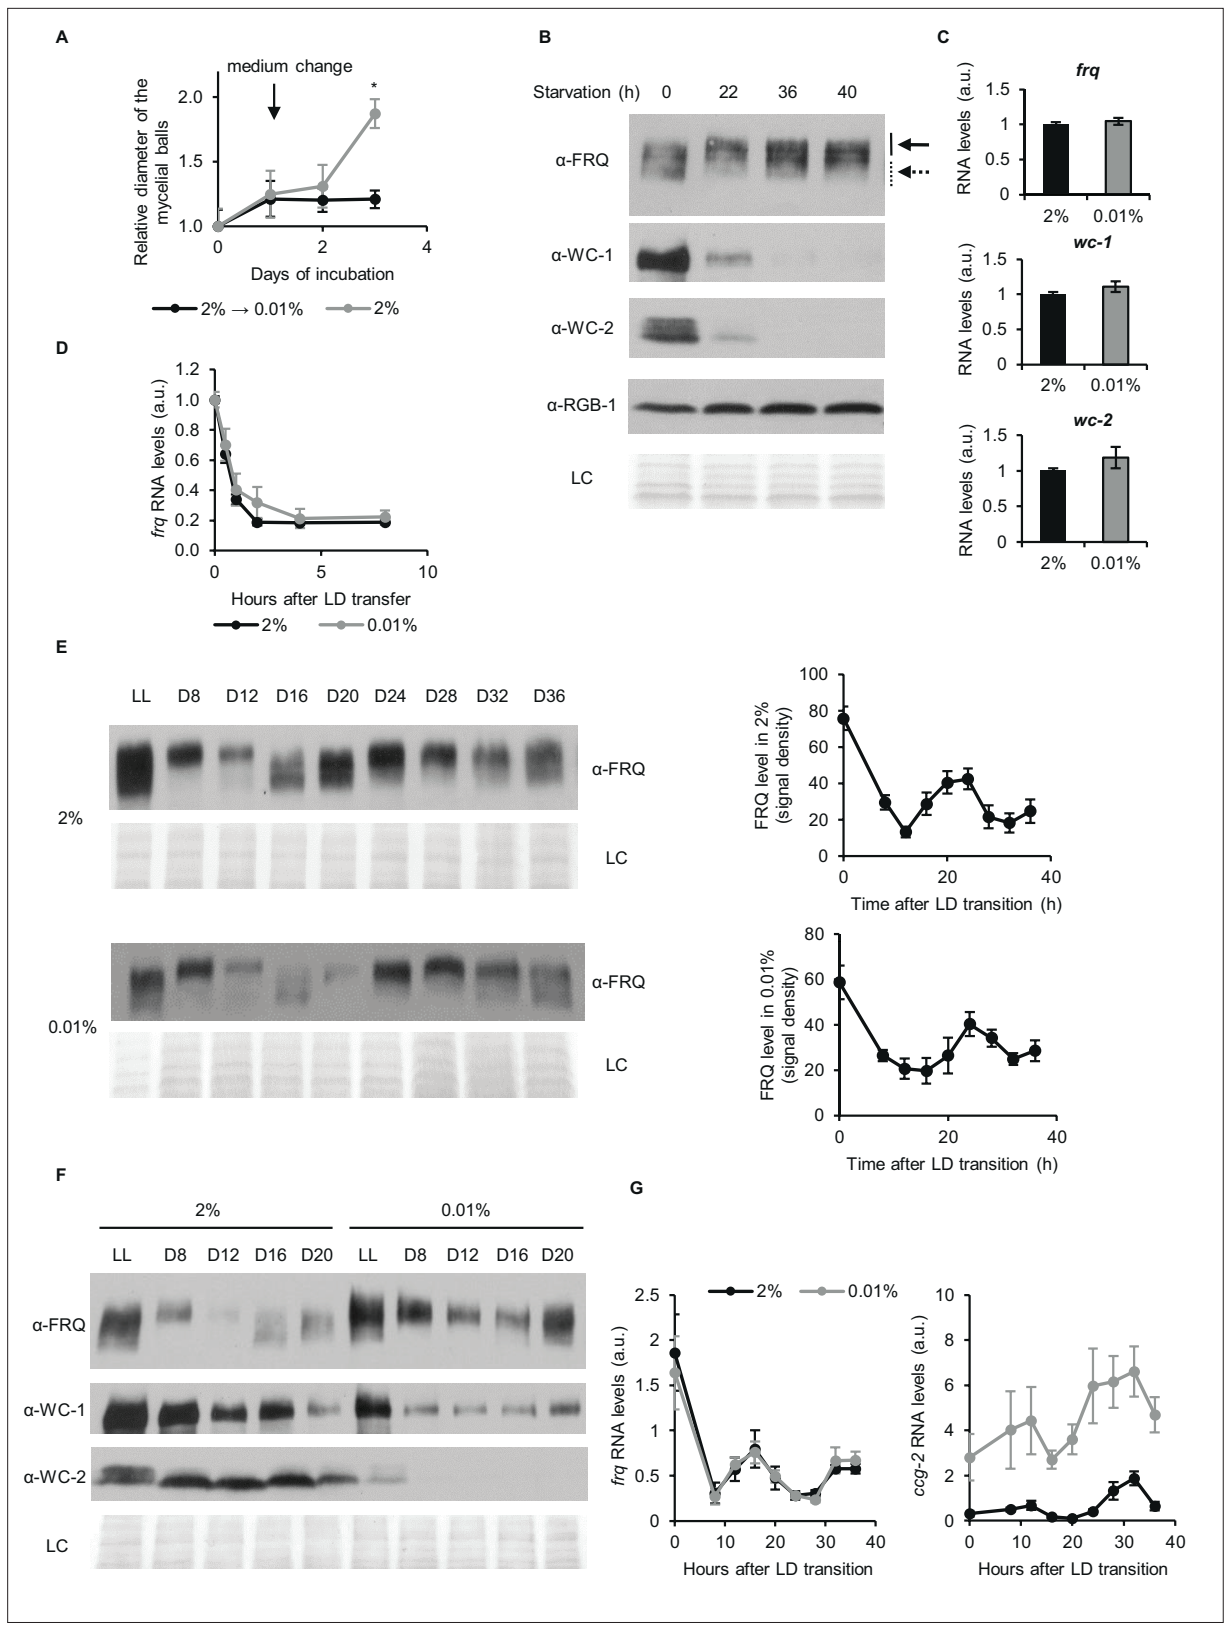 A
medium change
*
Relative diameter of the
mycelial balls
2.0
1.5
1.0
0 2 4
Days of incubation
2% → 0.01% 2%
B
Starvation (h) 0 22 36 40
α-FRQ
α-WC-1
α-WC-2
α-RGB-1
LC
C
frq
RNA levels (a.u.)
1.5
1
0.5
0
2% 0.01%
wc-1
RNA levels (a.u.)
1.5
1
0.5
0
2% 0.01%
wc-2
RNA levels (a.u.)
1.5
1
0.5
0
2% 0.01%
D
frq RNA levels (a.u.)
1.2
1.0
0.8
0.6
0.4
0.2
0.0
0 5 10
Hours after LD transfer
2% 0.01%
E
LL D8 D12 D16 D20 D24 D28 D32 D36
α-FRQ
2%
LC
α-FRQ
0.01%
LC
FRQ level in 2%
(signal density)
100
80
60
40
20
0
0 20 40
Time after LD transition (h)
FRQ level in 0.01%
(signal density)
80
60
40
20
0
0 20 40
Time after LD transition (h)
F
2% 0.01%
LL D8 D12 D16 D20 LL D8 D12 D16 D20
α-FRQ
α-WC-1
α-WC-2
LC
G
2% 0.01%
frq RNA levels (a.u.)
2.5
2
1.5
1
0.5
0
0 10 20 30 40
Hours after LD transition
ccg-2 RNA levels (a.u.)
10
8
6
4
2
0
0 10 20 30 40
Hours after LD transition